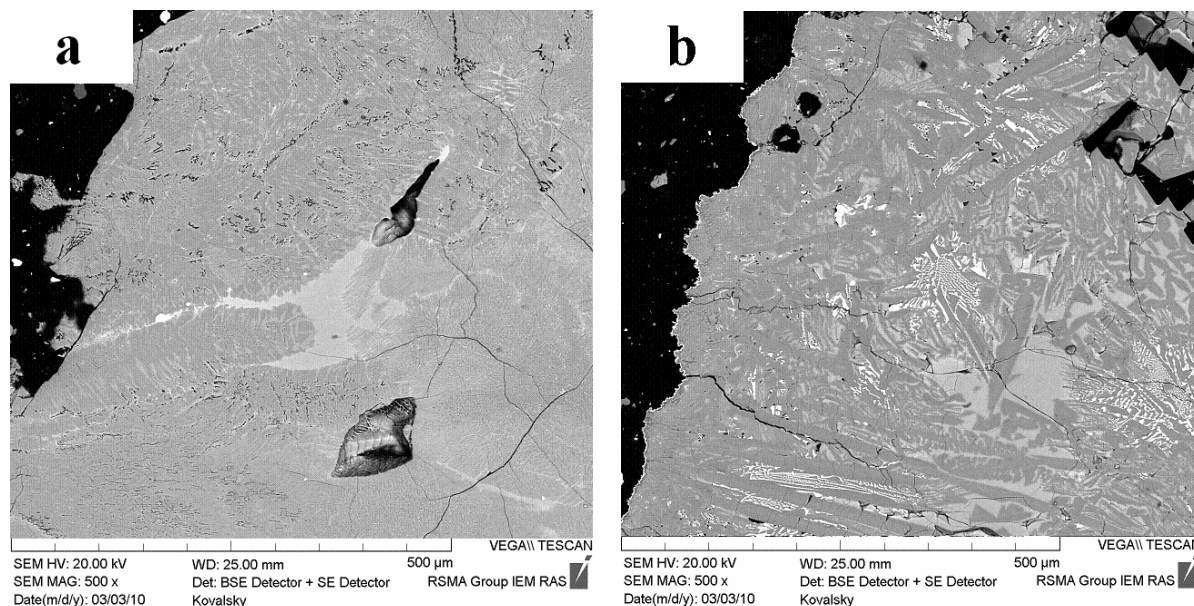 a
b
VEGA\\ TESCAN
SEM HV: 20.00 kV WD: 25.00 mm 500 µm
SEM MAG: 500 x Det: BSE Detector + SE Detector RSMA Group IEM RAS
Date(m/d/y): 03/03/10 Kovalsky
VEGA\\ TESCAN
SEM HV: 20.00 kV WD: 25.00 mm 500 µm
SEM MAG: 500 x Det: BSE Detector + SE Detector RSMA Group IEM RAS
Date(m/d/y): 03/03/10 Kovalsky